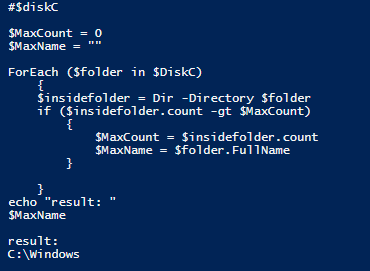 #$diskC
$MaxCount = 0
$MaxName = ""
ForEach ($folder in $DiskC)
{
$insidefolder = Dir -Directory $folder
if ($insidefolder.count -gt $MaxCount)
{
$MaxCount = $insidefolder.count
$MaxName = $folder.FullName
}
}
echo "result: "
$MaxName
result:
C:\Windows